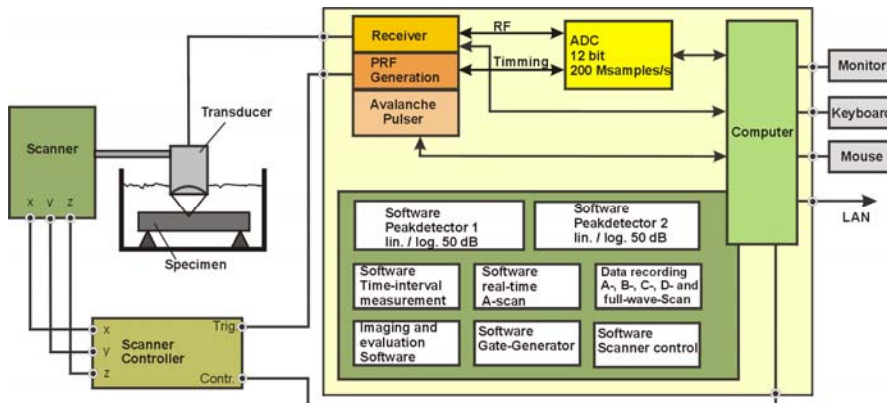 Receiver
PRF
Generation
Avalanche
Pulser
RF
Timming
ADC
12 bit
200 Msamples/s
Computer
Monitor
Keyboard
Mouse
LAN
Scanner
x y z
Transducer
Specimen
Software
Peakdetector 1
lin. / log. 50 dB
Software
Peakdetector 2
lin. / log. 50 dB
Software
Time-interval
measurement
Software
real-time
A-scan
Data recording
A-, B-, C-, D- and
full-wave-Scan
Imaging and
evaluation
Software
Software
Gate-Generator
Software
Scanner control
x
y
z
Scanner
Controller
Trig.
Contr.